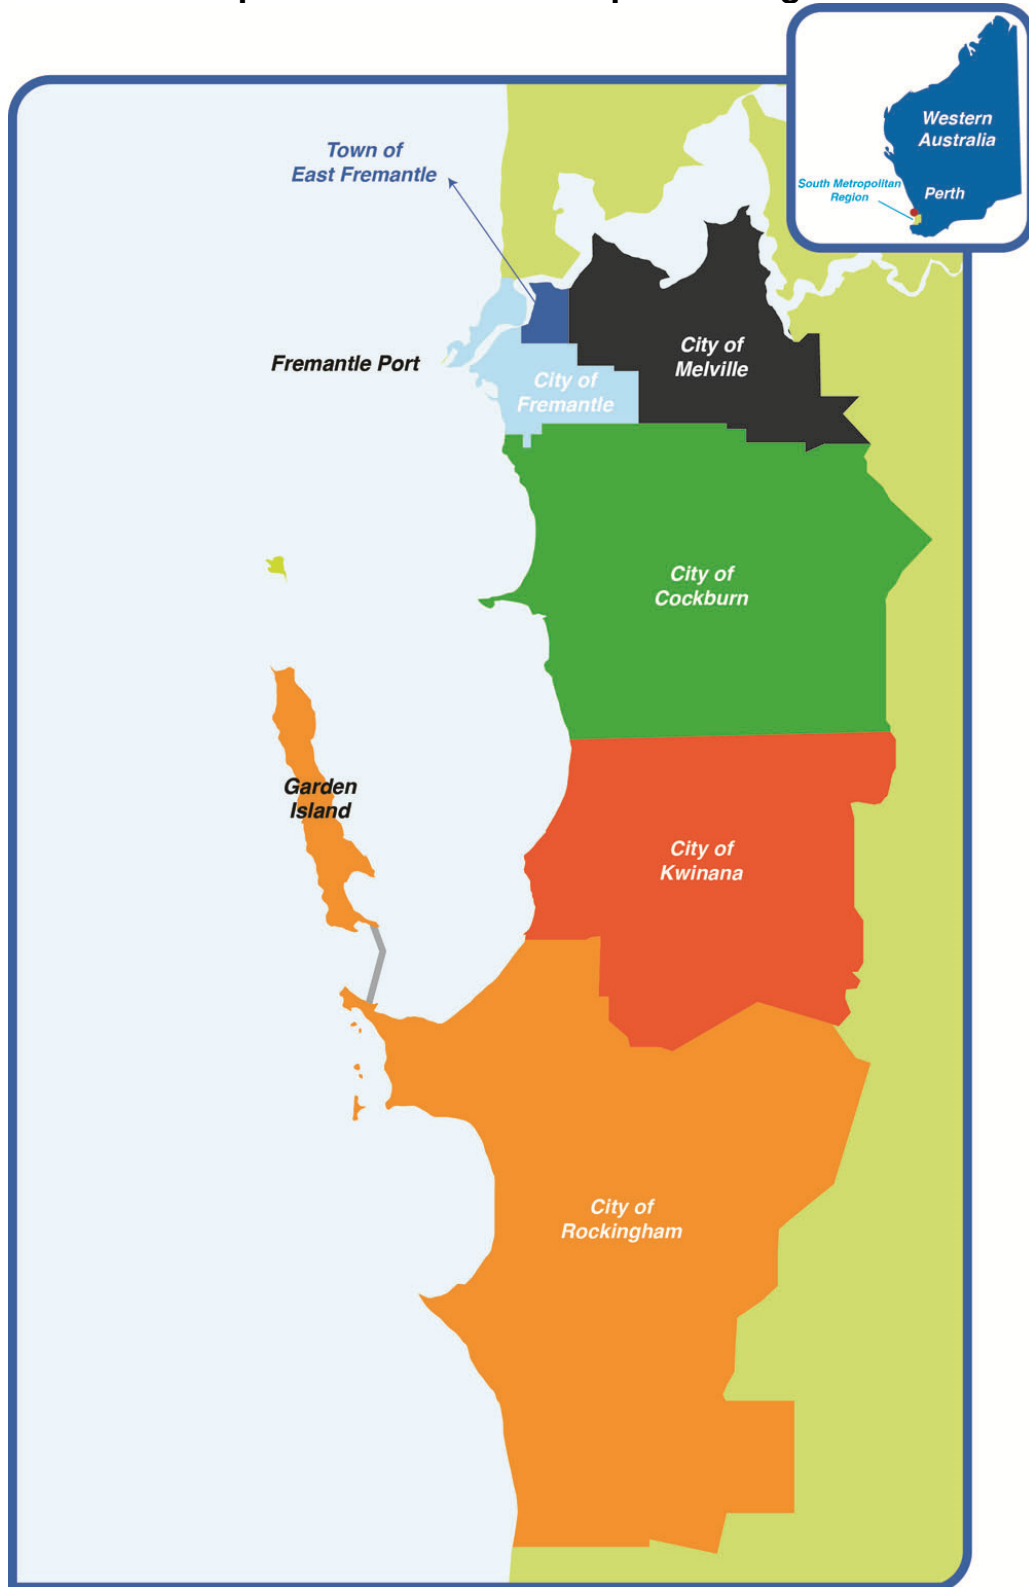 Western
Australia
South Metropolitan
Region
Perth
Town of
East Fremantle
Fremantle Port
City of
Melville
City of
Fremantle
City of
Cockburn
Garden
Island
City of
Kwinana
City of
Rockingham